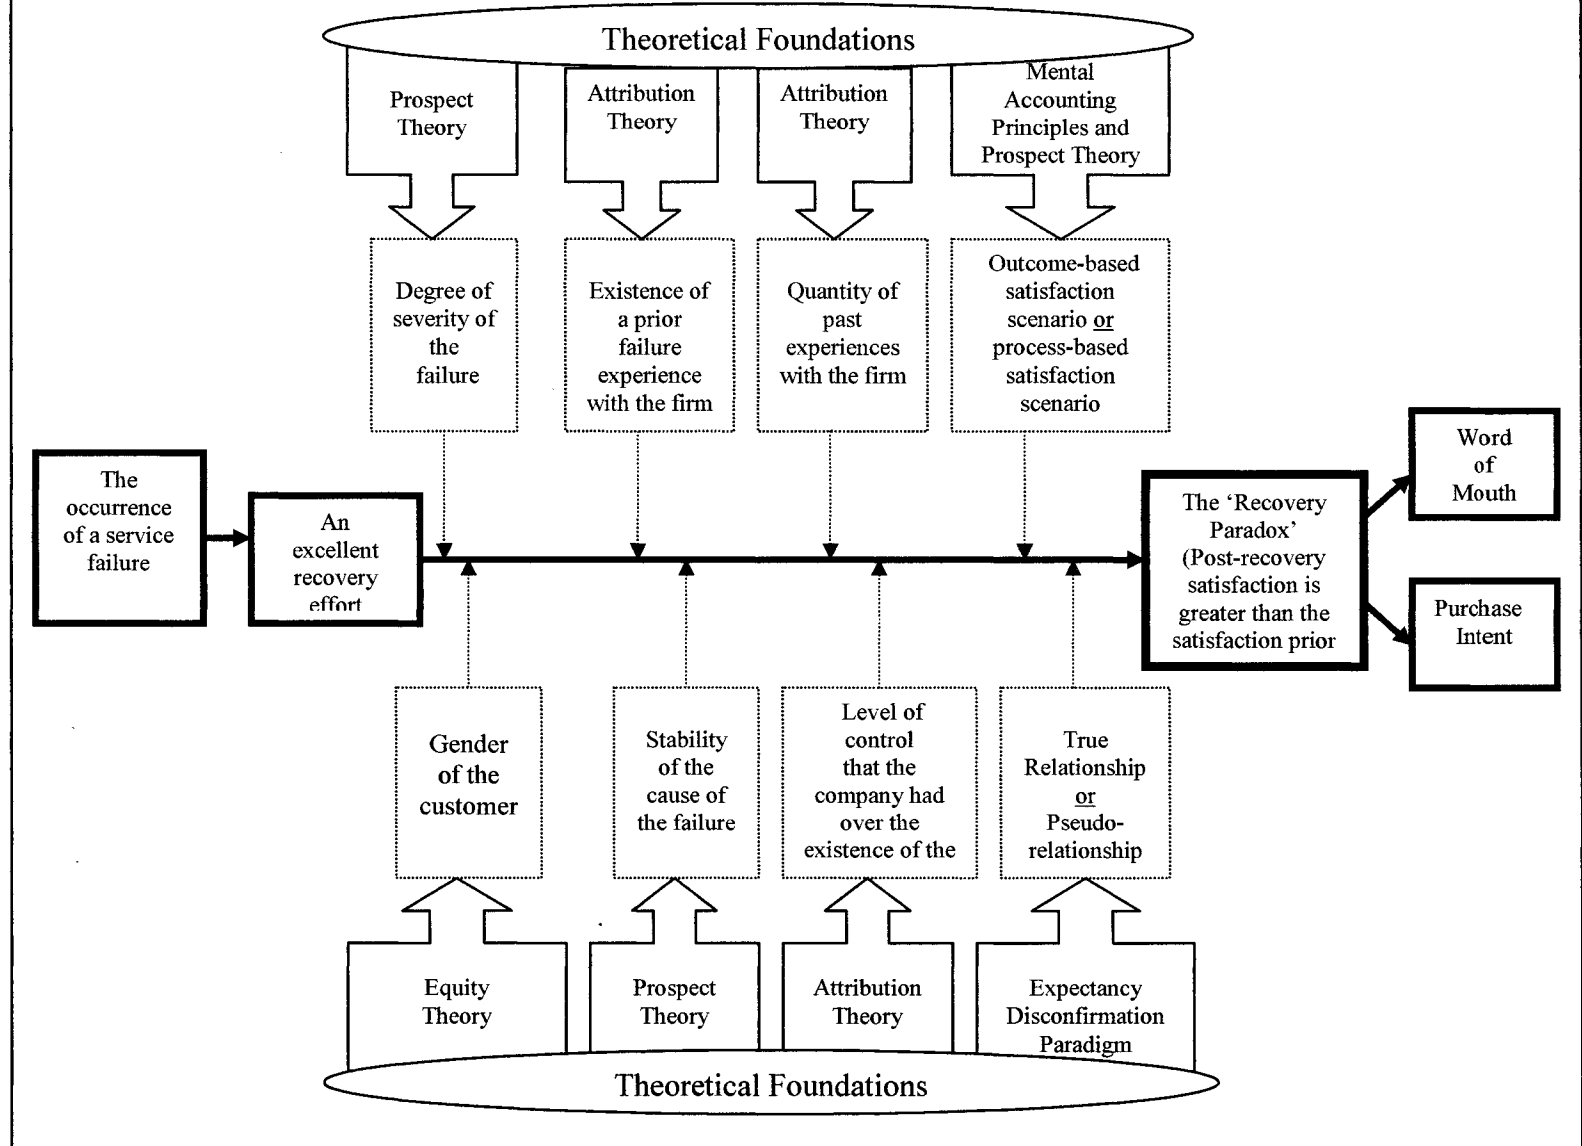 Theoretical Foundations
Prospect
Theory
Attribution
Theory
Attribution
Theory
Mental
Accounting
Principles and
Prospect Theory
Degree of
severity of
the
failure
Existence of
a prior
failure
experience
with the firm
Quantity of
past
experiences
with the firm
Outcome-based
satisfaction
scenario or
process-based
satisfaction
scenario
The
occurrence
of a service
failure
An
excellent
recovery
effort
The ‘Recovery
Paradox’
(Post-recovery
satisfaction is
greater than the
satisfaction prior
Word
of
Mouth
Purchase
Intent
Gender
of the
customer
Stability
of the
cause of
the failure
Level of
control
that the
company had
over the
existence of the
True
Relationship
or
Pseudo-
relationship
Equity
Theory
Prospect
Theory
Attribution
Theory
Expectancy
Disconfirmation
Paradigm
Theoretical Foundations